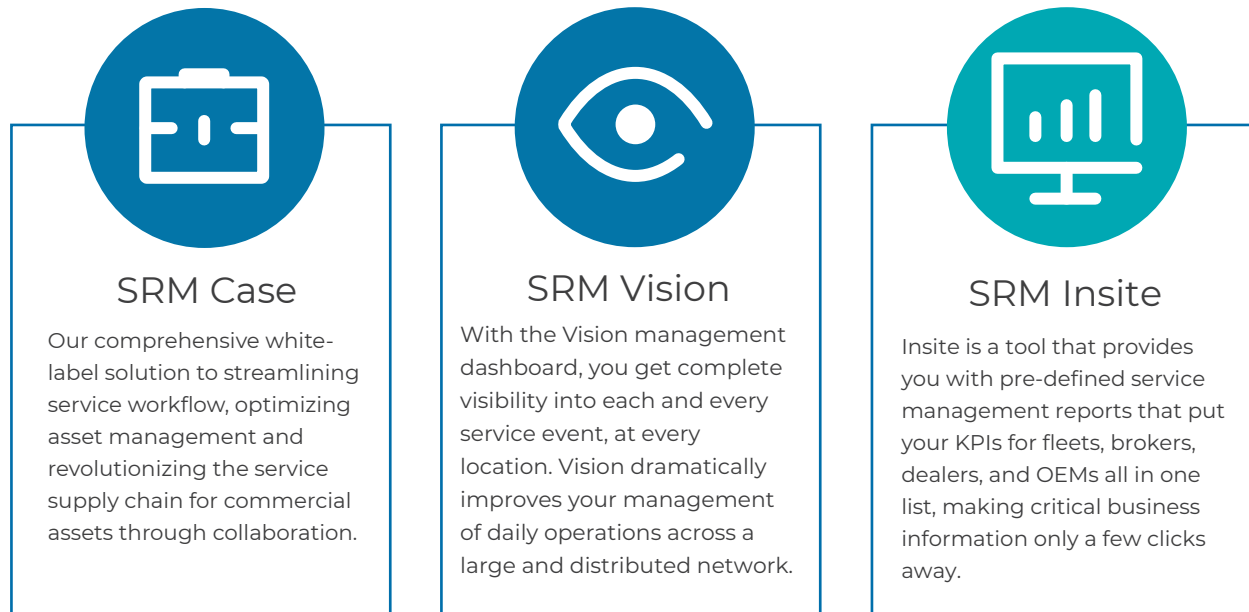 SRM Case
Our comprehensive white-
label solution to streamlining
service workflow, optimizing
asset management and
revolutionizing the service
supply chain for commercial
assets through collaboration.
SRM Vision
With the Vision management
dashboard, you get complete
visibility into each and every
service event, at every
location. Vision dramatically
improves your management
of daily operations across a
large and distributed network.
SRM Insite
Insite is a tool that provides
you with pre-defined service
management reports that put
your KPIs for fleets, brokers,
dealers, and OEMs all in one
list, making critical business
information only a few clicks
away.